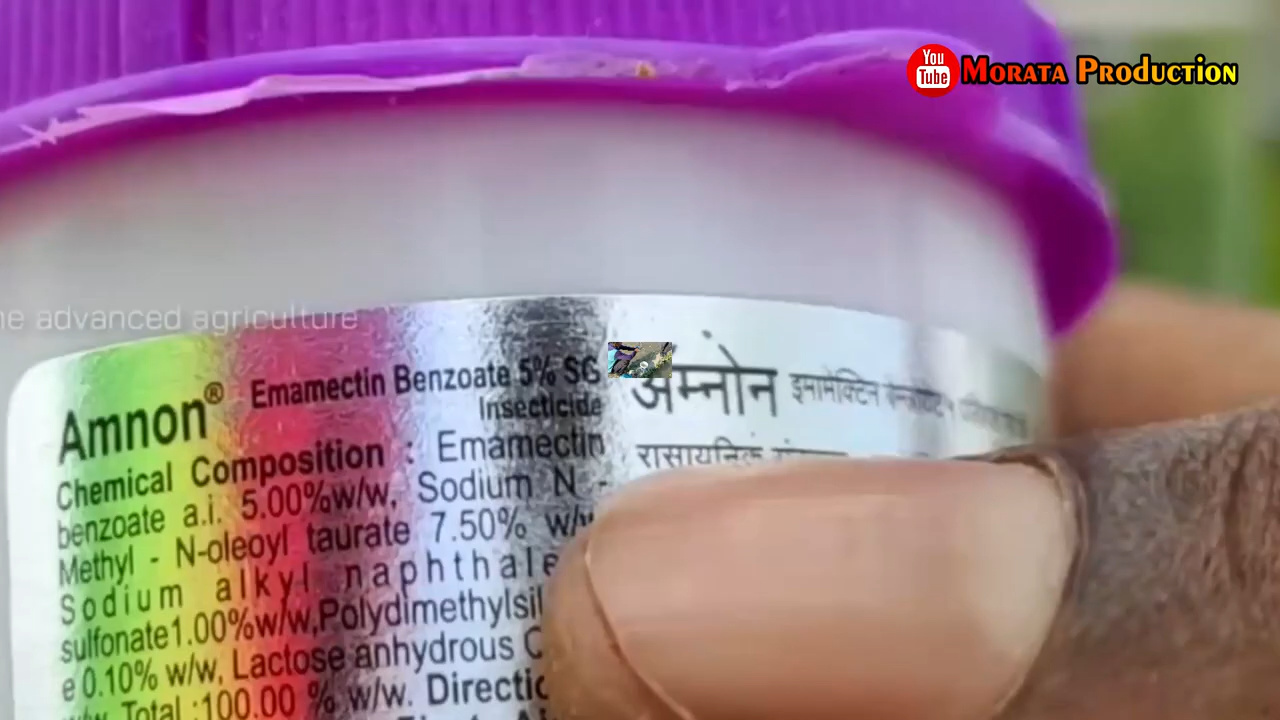 You
Tube
MORATA PRODUCTION
he advanced agriculture
Amnon® Emamectin Benzoate 5% SG
Insecticide
Chemical Composition : Emamectin
benzoate a.i. 5.00%w/w, Sodium N -
Methyl - N-oleoyl taurate 7.50% w/w
Sodium alkyl naphthale
sulfonate1.00%w/w,Polydimethylsil
e 0.10% w/w, Lactose anhydrous
w/w Total :100.00 % w/w. Directio
अम्नोन इमामेक्टिन
रासायनिक